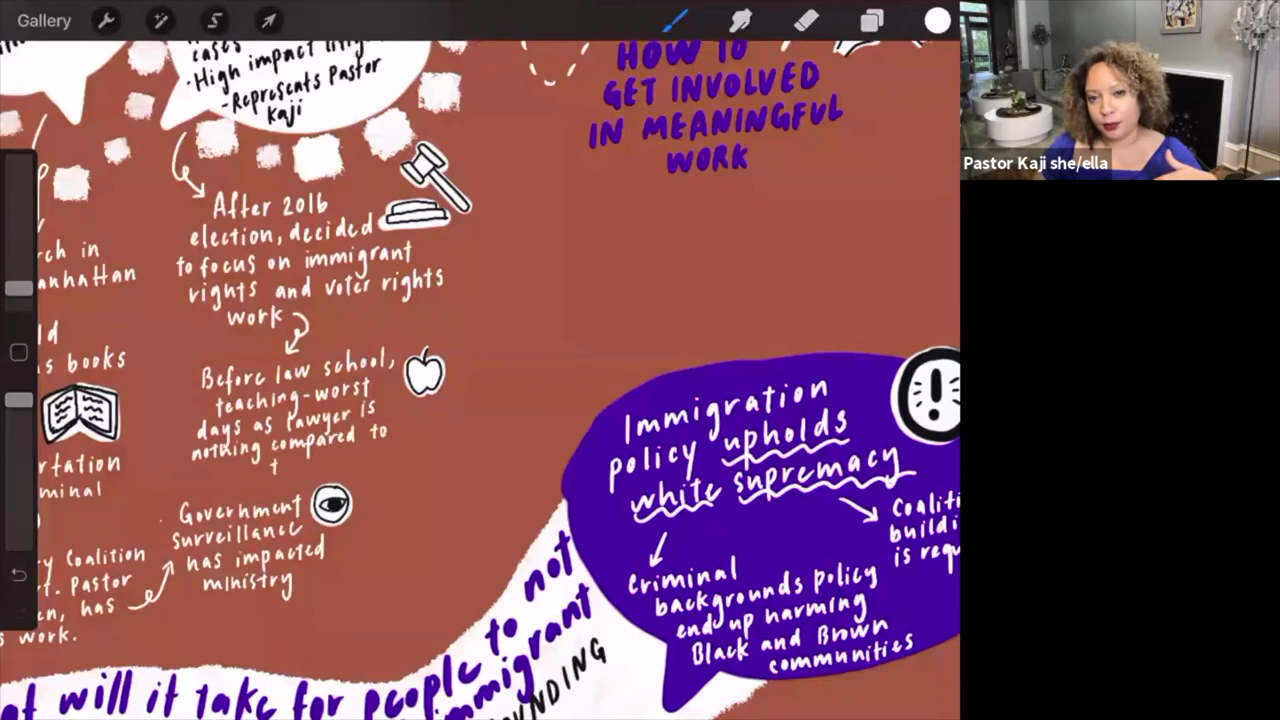 Gallery
cases
· High impact
- Represents Pastor
Kaji
HOW TO
GET INVOLVED
IN MEANINGFUL
WORK
Pastor Kaji she/ella
After 2016
election, decided
to focus on immigrant
rights and voter rights
work
rch in
anhattan
ld
s books
Before law school,
teaching-worst
days as lawyer is
nothing compared to
t
rtation
minal
Government
surveillance
has impacted
ministry
y Coalition
t. Pastor
en, has
s work.
Immigration
policy upholds
white supremacy
Coaliti
buildi
is requ
Criminal
backgrounds policy
end up harming
Black and Brown
communities
at will it take for people to not
immigrant
UNDING